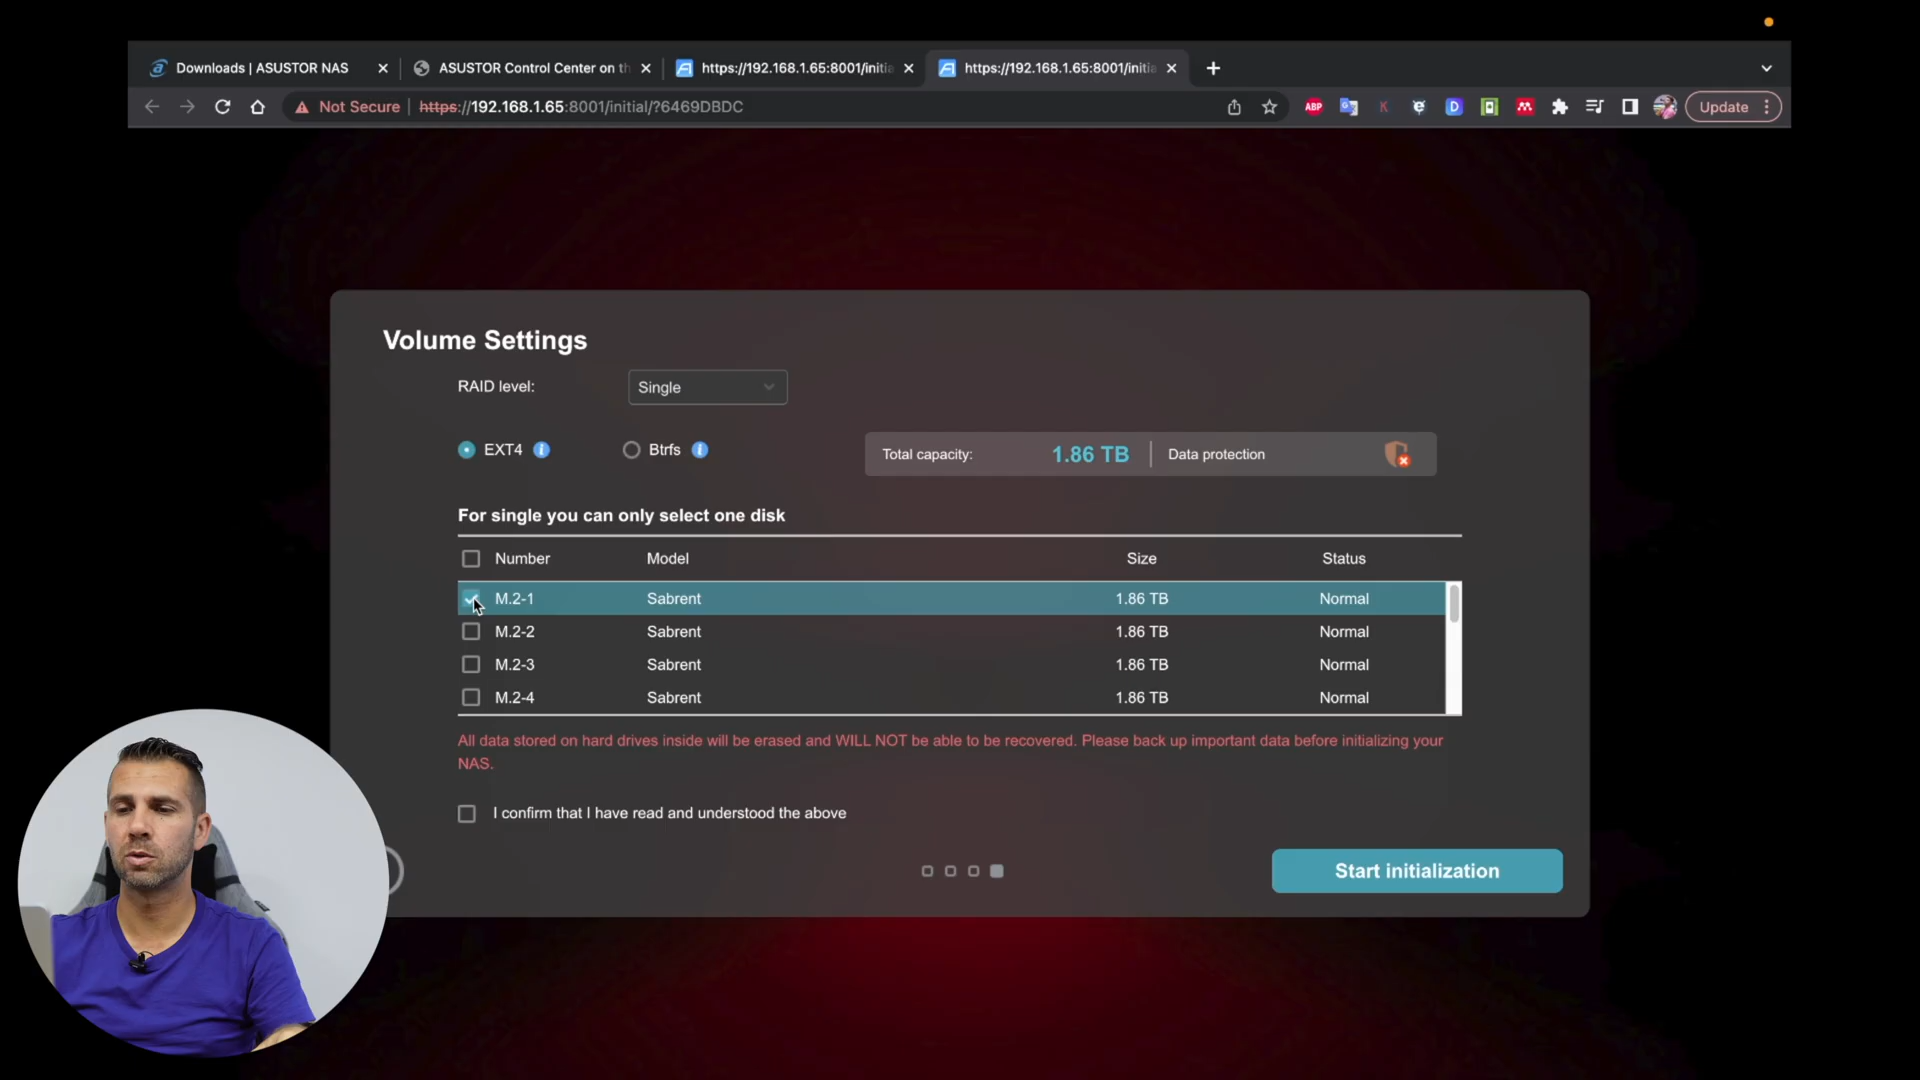 Downloads | ASUSTOR NAS
ASUSTOR Control Center on th
https://192.168.1.65:8001/initia
https://192.168.1.65:8001/initia
Not Secure | https://192.168.1.65:8001/initial/?6469DBDC
ABP
K
D
Update
Volume Settings
RAID level: Single
EXT4 Btrfs
Total capacity: 1.86 TB Data protection
For single you can only select one disk
Number Model Size Status
M.2-1 Sabrent 1.86 TB Normal
M.2-2 Sabrent 1.86 TB Normal
M.2-3 Sabrent 1.86 TB Normal
M.2-4 Sabrent 1.86 TB Normal
All data stored on hard drives inside will be erased and WILL NOT be able to be recovered. Please back up important data before initializing your
NAS.
I confirm that I have read and understood the above
Start initialization